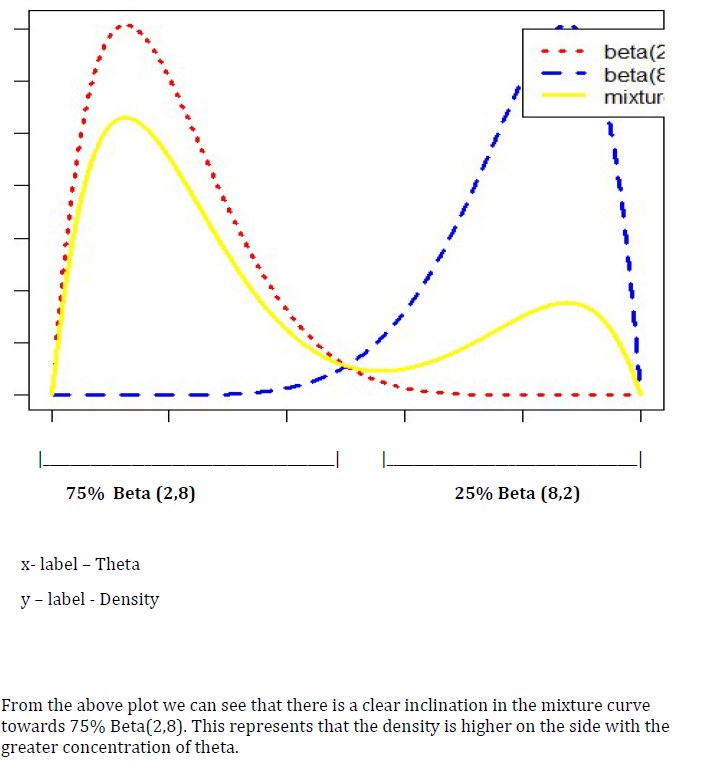 beta(2
beta(8
mixtur
75% Beta (2,8)
25% Beta (8,2)
x- label – Theta
y – label - Density
From the above plot we can see that there is a clear inclination in the mixture curve
towards 75% Beta(2,8). This represents that the density is higher on the side with the
greater concentration of theta.